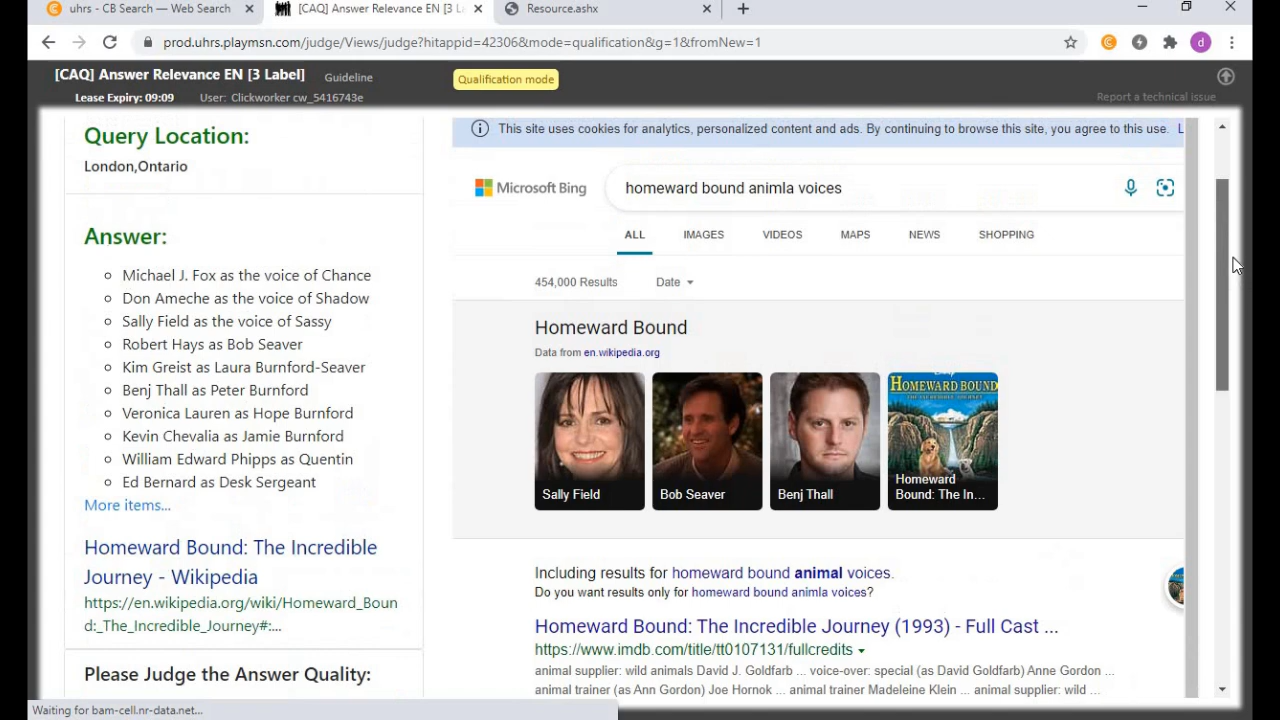 uhrs - CB Search — Web Search
[CAQ] Answer Relevance EN [3 L
Resource.ashx
prod.uhrs.playmsn.com/judge/Views/judge?hitappid=42306&mode=qualification&g=1&fromNew=1
d
[CAQ] Answer Relevance EN [3 Label]
Guideline
Qualification mode
Lease Expiry: 09:09
User: Clickworker cw_5416743e
Report a technical issue
Query Location:
London,Ontario
Answer:
Michael J. Fox as the voice of Chance
Don Ameche as the voice of Shadow
Sally Field as the voice of Sassy
Robert Hays as Bob Seaver
Kim Greist as Laura Burnford-Seaver
Benj Thall as Peter Burnford
Veronica Lauren as Hope Burnford
Kevin Chevalia as Jamie Burnford
William Edward Phipps as Quentin
Ed Bernard as Desk Sergeant
More items...
Homeward Bound: The Incredible
Journey - Wikipedia
https://en.wikipedia.org/wiki/Homeward_Boun
d:_The_Incredible_Journey#:...
Please Judge the Answer Quality:
This site uses cookies for analytics, personalized content and ads. By continuing to browse this site, you agree to this use. L
Microsoft Bing
homeward bound animla voices
ALL IMAGES VIDEOS MAPS NEWS SHOPPING
454,000 Results Date
Homeward Bound
Data from en.wikipedia.org
HOMEWARD BOUND
Sally Field
Bob Seaver
Benj Thall
Homeward
Bound: The In...
Including results for homeward bound animal voices.
Do you want results only for homeward bound animla voices?
Homeward Bound: The Incredible Journey (1993) - Full Cast ...
https://www.imdb.com/title/tt0107131/fullcredits
animal supplier: wild animals David J. Goldfarb ... voice-over: special (as David Goldfarb) Anne Gordon ...
animal trainer (as Ann Gordon) Joe Hornok ... animal trainer Madeleine Klein ... animal supplier: wild ...
Waiting for bam-cell.nr-data.net...